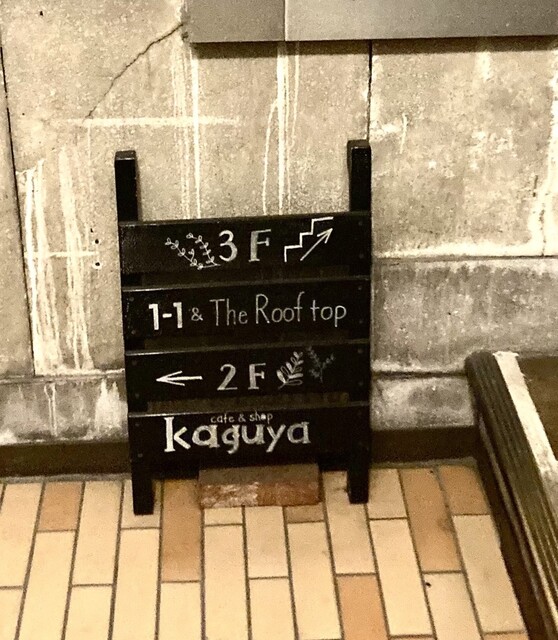 3F
1-1 & The Roof top
← 2F
cafe & shop
kaguya